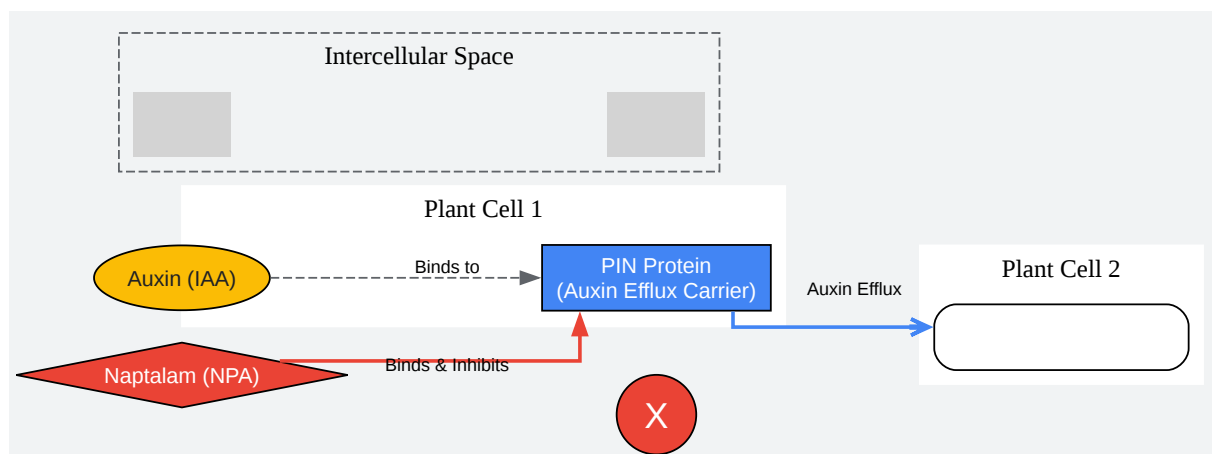 Intercellular Space
Plant Cell 1
Auxin (IAA)
Binds to
PIN Protein
(Auxin Efflux Carrier)
Auxin Efflux
Plant Cell 2
Naptalam (NPA)
Binds & Inhibits
X